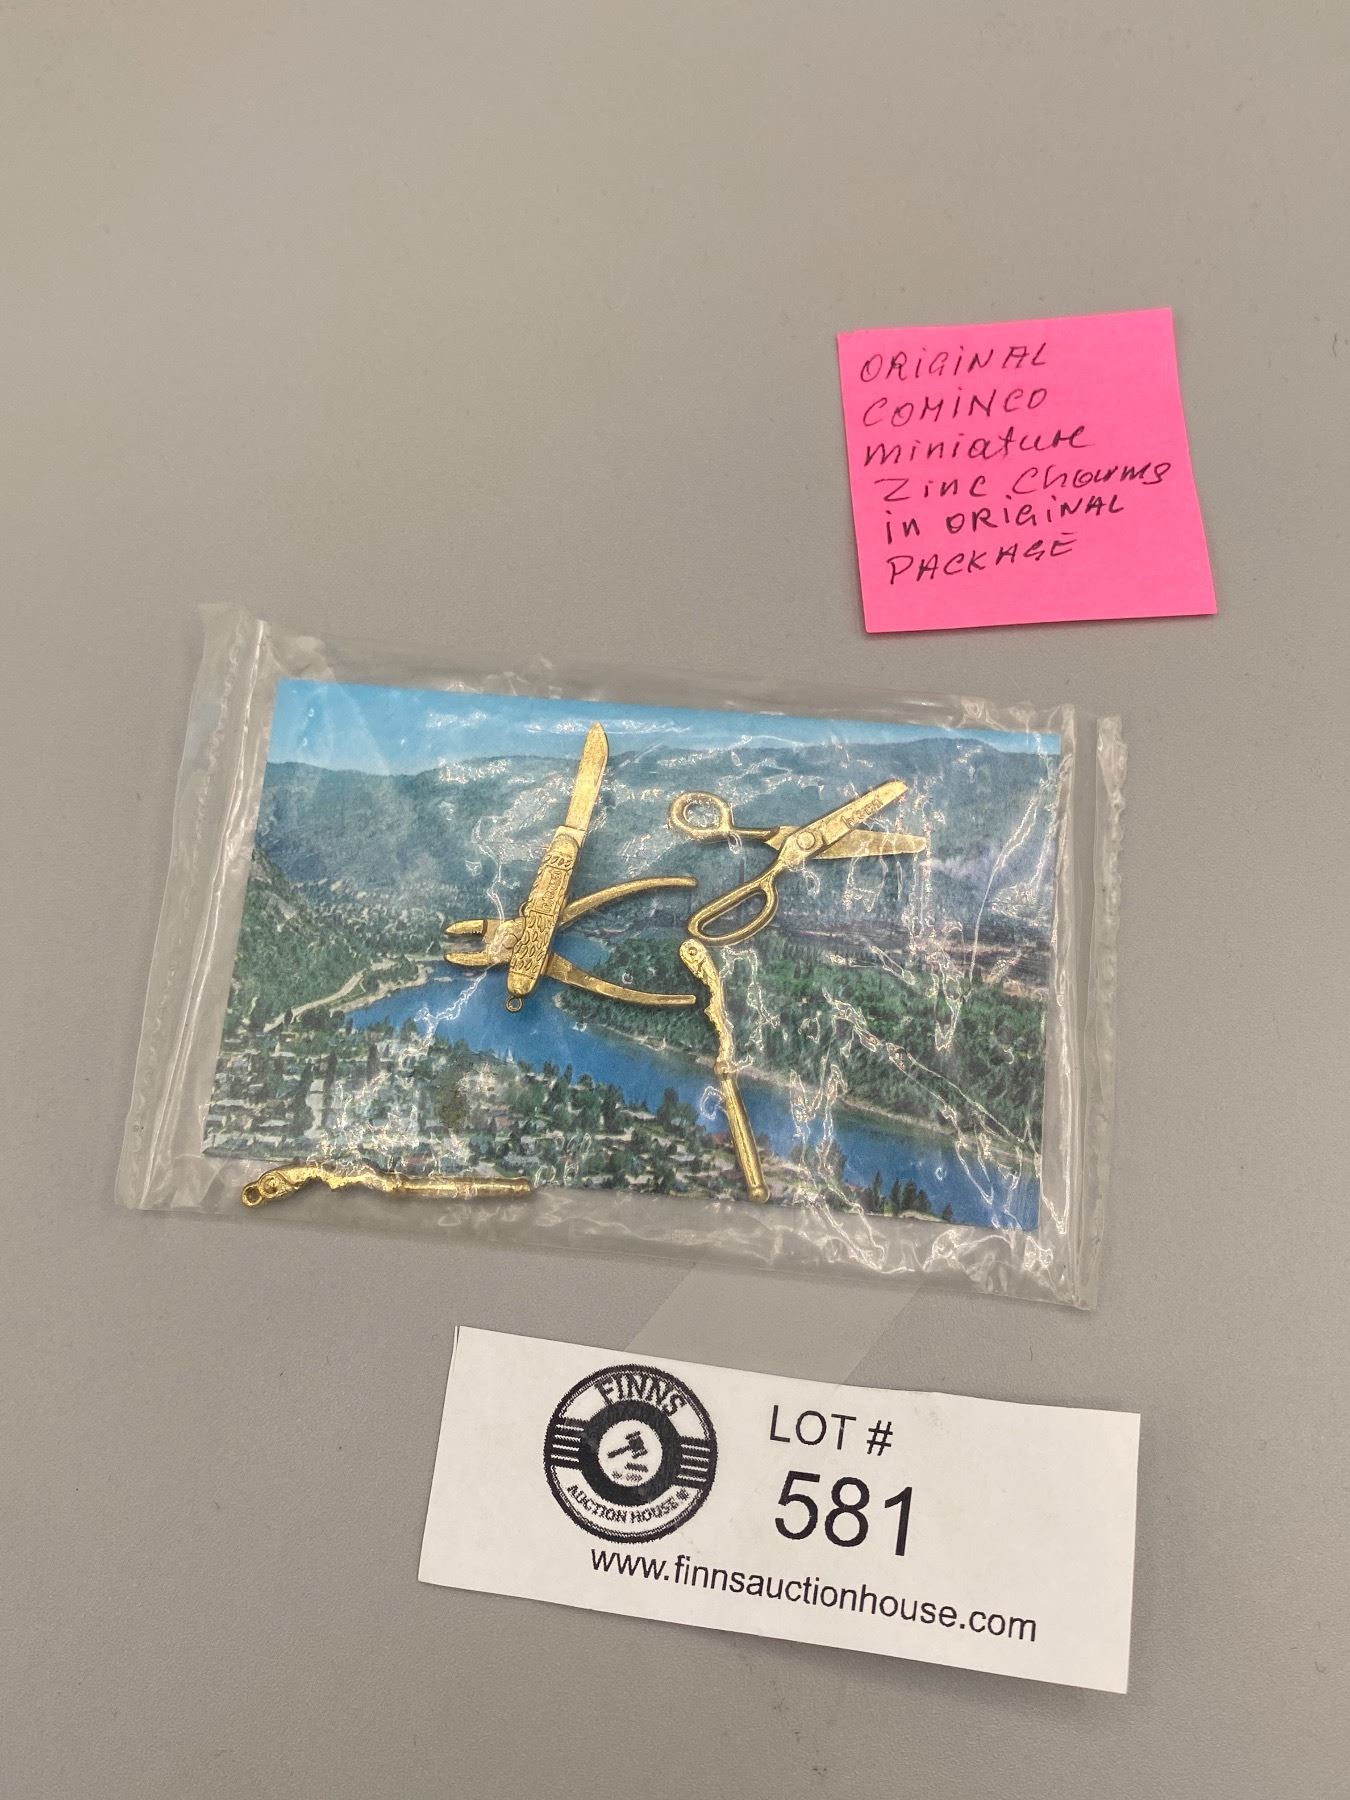 ORIGINAL
COMINCO
miniature
Zinc Charms
in ORIGINAL
PACKAGE
FINNS
AUCTION HOUSE
LOT #
581
www.finnsauctionhouse.com